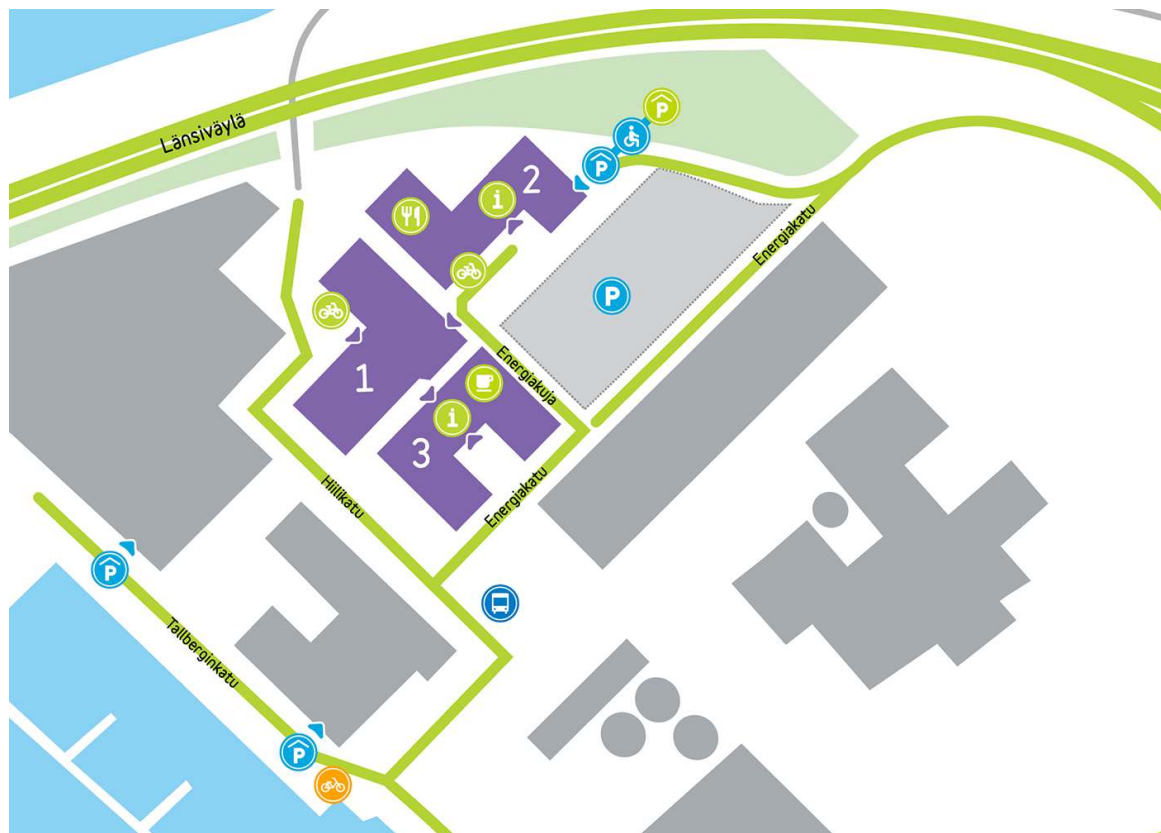 Länsiväylä
P
P
2
i
Energiakatu
P
1
Energiakuja
i
3
Hiilikatu
Energiakatu
P
Tallberginkatu
P